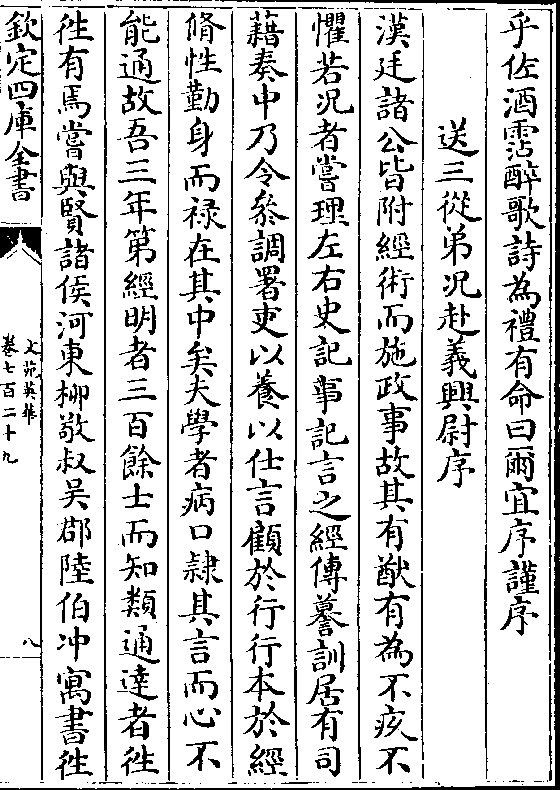 乎佐酒霑醉歌詩為禮有命曰爾宜序謹序
送三從弟况赴義興尉序
漢廷諸公皆附經術而施政事故其有猷有為不疚不
懼若况者嘗理左右史記事記言之經傳謩訓居有司
藉奏中乃令叅調署吏以養以仕言顧於行行本於經
脩性勤身而禄在其中矣夫學者病口隷其言而心不
能通故吾三年第經明者三百餘士而知類通達者徃
徃有焉嘗與賢諸侯河東柳敬叔吳郡陸伯冲寓書徃
欽定四庫全書
文苑英華
卷七百二十九
八